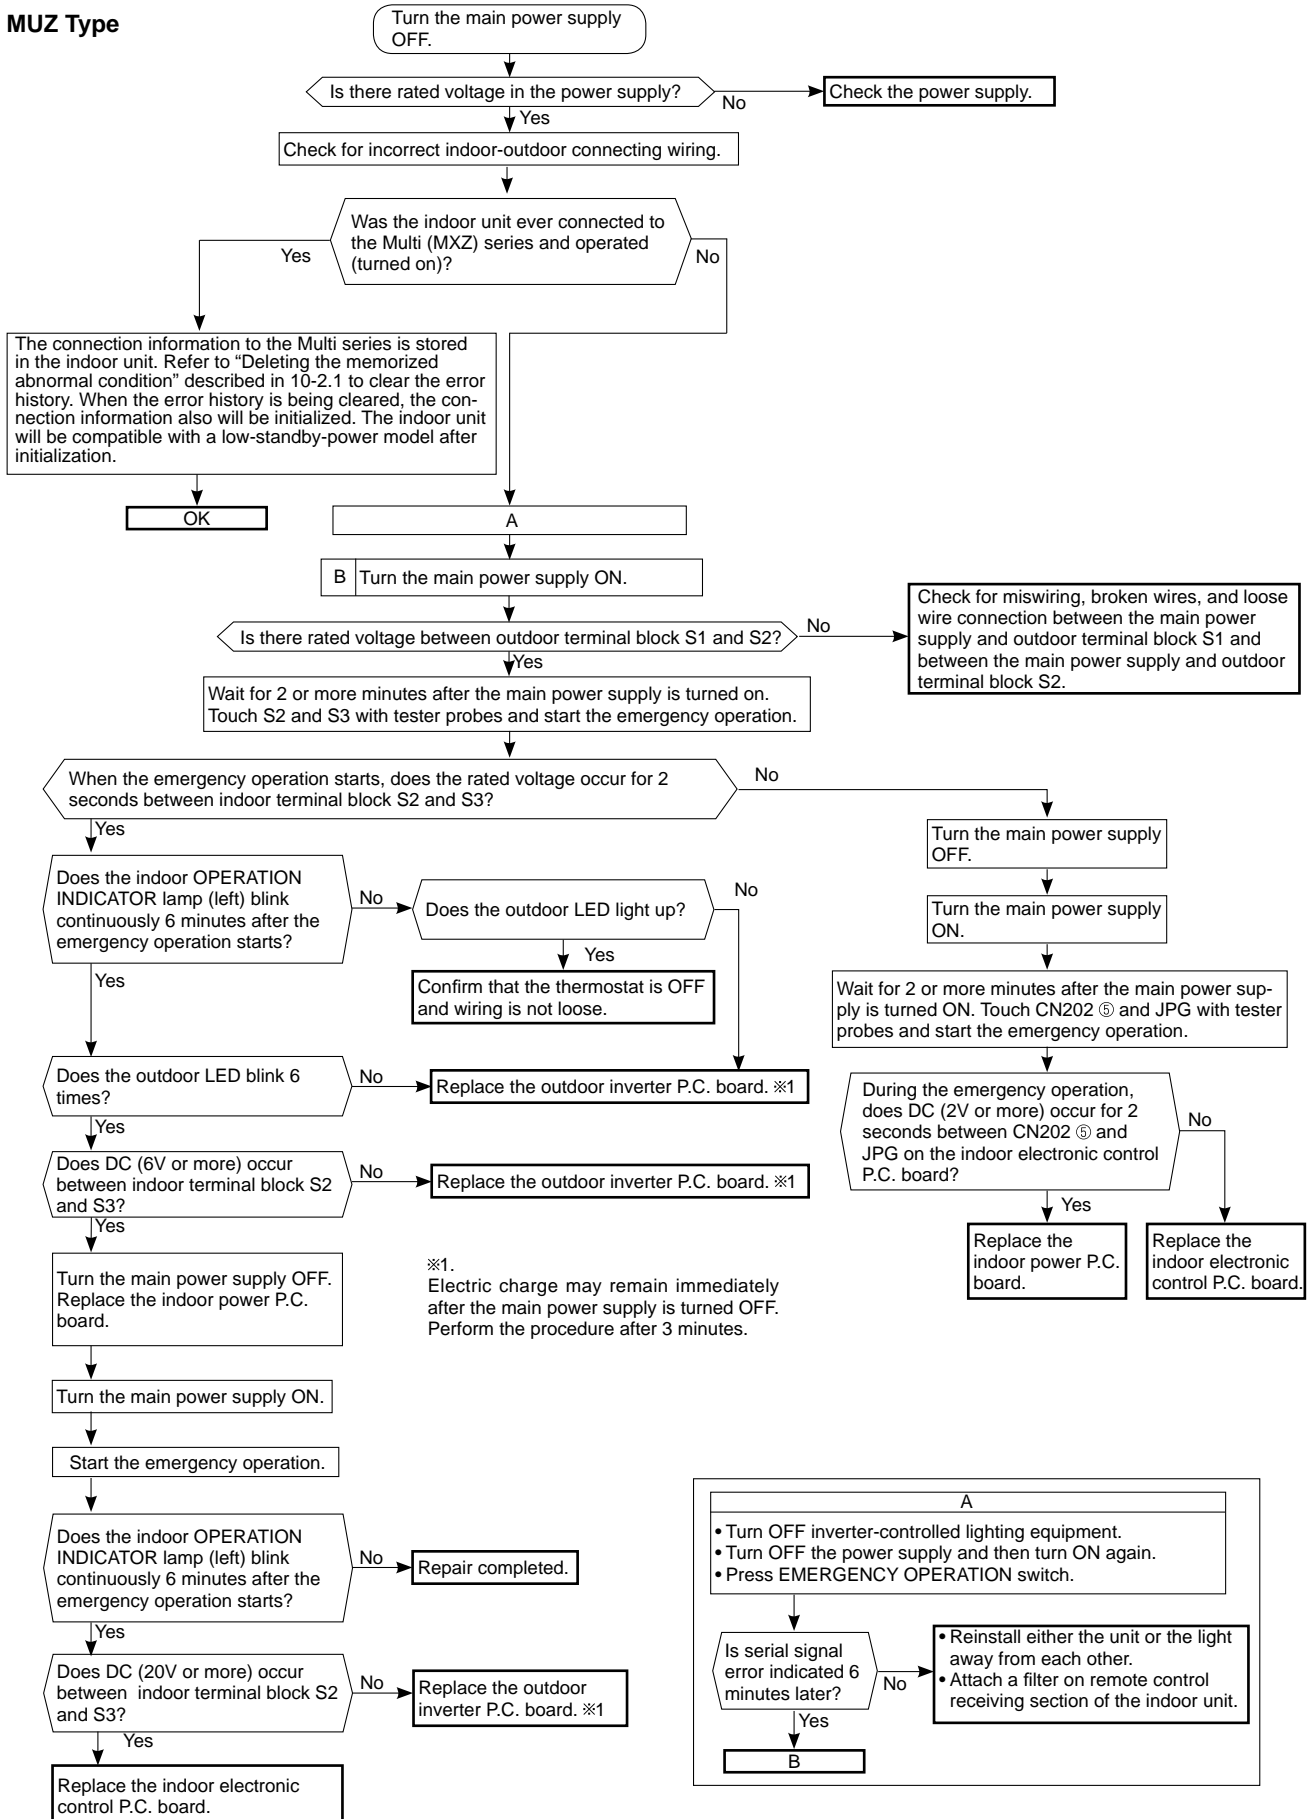 MUZ Type
Turn the main power supply
OFF.
Is there rated voltage in the power supply?
No
Check the power supply.
Yes
Check for incorrect indoor-outdoor connecting wiring.
Was the indoor unit ever connected to
the Multi (MXZ) series and operated
(turned on)?
Yes
No
The connection information to the Multi series is stored
in the indoor unit. Refer to “Deleting the memorized
abnormal condition” described in 10-2.1 to clear the error
history. When the error history is being cleared, the con-
nection information also will be initialized. The indoor unit
will be compatible with a low-standby-power model after
initialization.
OK
A
B Turn the main power supply ON.
Is there rated voltage between outdoor terminal block S1 and S2?
No
Check for miswiring, broken wires, and loose
wire connection between the main power
supply and outdoor terminal block S1 and
between the main power supply and outdoor
terminal block S2.
Yes
Wait for 2 or more minutes after the main power supply is turned on.
Touch S2 and S3 with tester probes and start the emergency operation.
When the emergency operation starts, does the rated voltage occur for 2
seconds between indoor terminal block S2 and S3?
No
Yes
Turn the main power supply
OFF.
Turn the main power supply
ON.
Wait for 2 or more minutes after the main power sup-
ply is turned ON. Touch CN202 ⑤ and JPG with tester
probes and start the emergency operation.
During the emergency operation,
does DC (2V or more) occur for 2
seconds between CN202 ⑤ and
JPG on the indoor electronic control
P.C. board?
No
Yes
Replace the
indoor power P.C.
board.
Replace the
indoor electronic
control P.C. board.
Does the indoor OPERATION
INDICATOR lamp (left) blink
continuously 6 minutes after the
emergency operation starts?
No
Does the outdoor LED light up?
No
Yes
Confirm that the thermostat is OFF
and wiring is not loose.
Yes
Does the outdoor LED blink 6
times?
No
Replace the outdoor inverter P.C. board. ※1
Yes
Does DC (6V or more) occur
between indoor terminal block S2
and S3?
No
Replace the outdoor inverter P.C. board. ※1
Yes
Turn the main power supply OFF.
Replace the indoor power P.C.
board.
※1.
Electric charge may remain immediately
after the main power supply is turned OFF.
Perform the procedure after 3 minutes.
Turn the main power supply ON.
Start the emergency operation.
Does the indoor OPERATION
INDICATOR lamp (left) blink
continuously 6 minutes after the
emergency operation starts?
No
Repair completed.
Yes
Does DC (20V or more) occur
between indoor terminal block S2
and S3?
No
Replace the outdoor
inverter P.C. board. ※1
Yes
Replace the indoor electronic
control P.C. board.
A
• Turn OFF inverter-controlled lighting equipment.
• Turn OFF the power supply and then turn ON again.
• Press EMERGENCY OPERATION switch.
Is serial signal
error indicated 6
minutes later?
No
• Reinstall either the unit or the light
away from each other.
• Attach a filter on remote control
receiving section of the indoor unit.
Yes
B